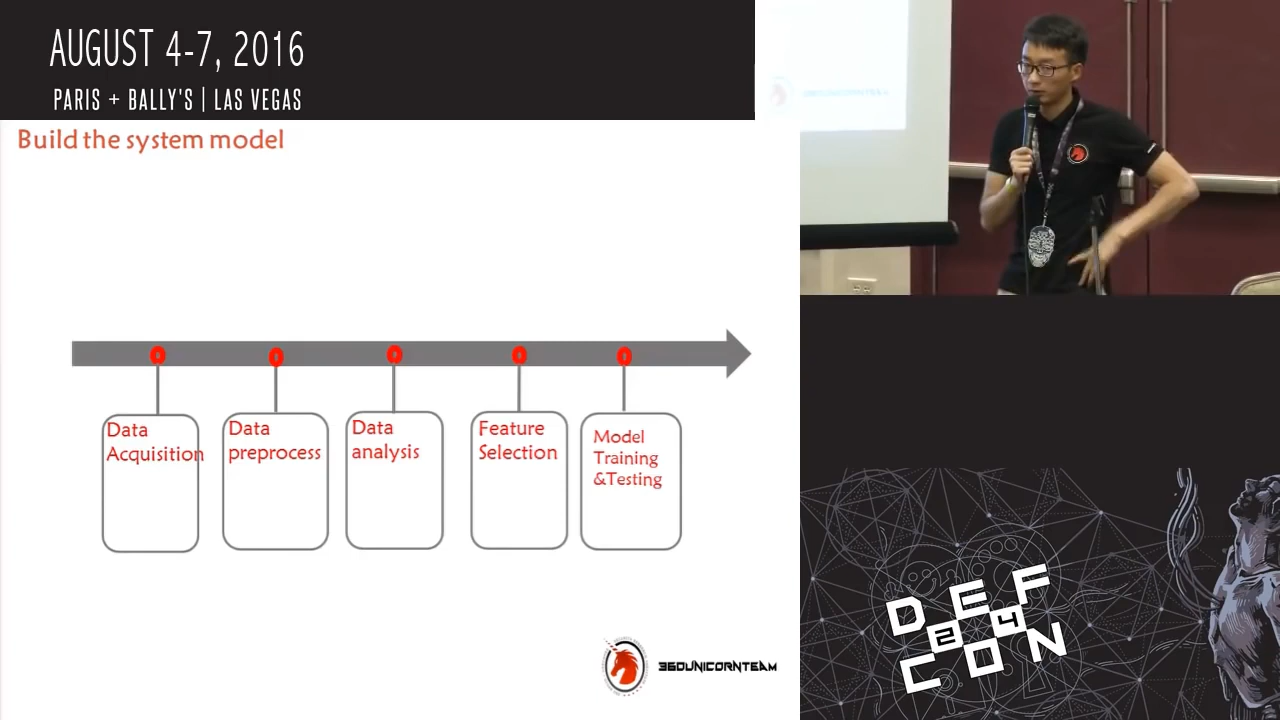 AUGUST 4-7, 2016
PARIS + BALLY'S | LAS VEGAS
Build the system model
Data
Acquisition
Data
preprocess
Data
analysis
Feature
Selection
Model
Training
&Testing
360UNICORNTEAM
360UNICORNTEAM
DEF
24
CON